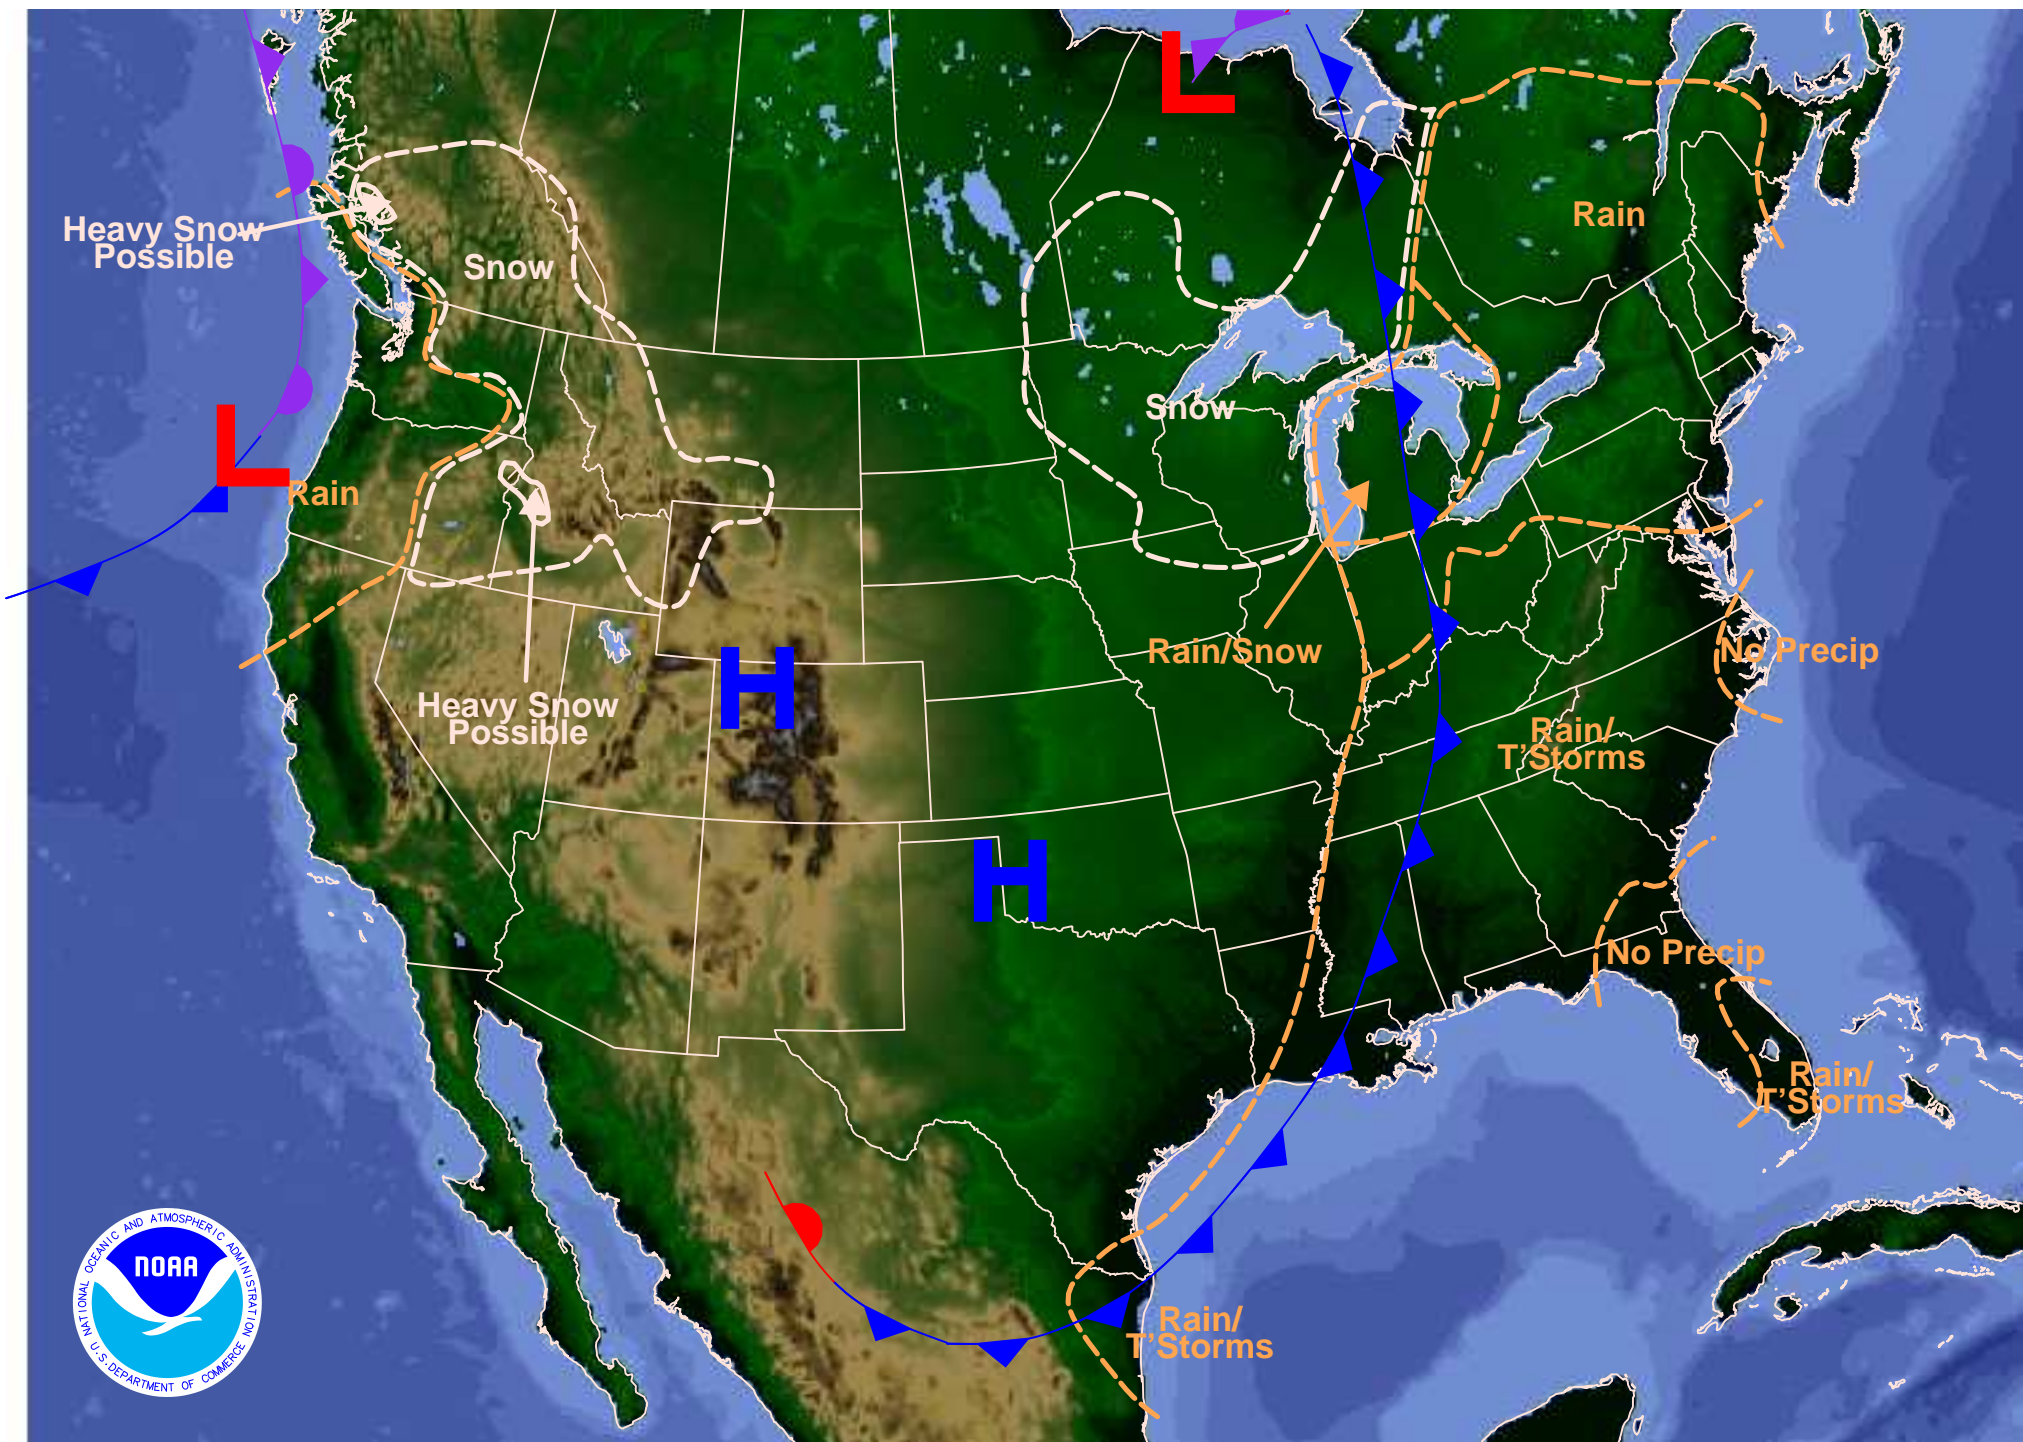 L
Rain
Heavy Snow
Possible
Snow
L
Rain
Snow
Rain/Snow
No Precip
H
Heavy Snow
Possible
Rain/
T'Storms
H
No Precip
Rain/
T'Storms
Rain/
T'Storms
NATIONAL OCEANIC AND ATMOSPHERIC ADMINISTRATION
NOAA
U.S. DEPARTMENT OF COMMERCE